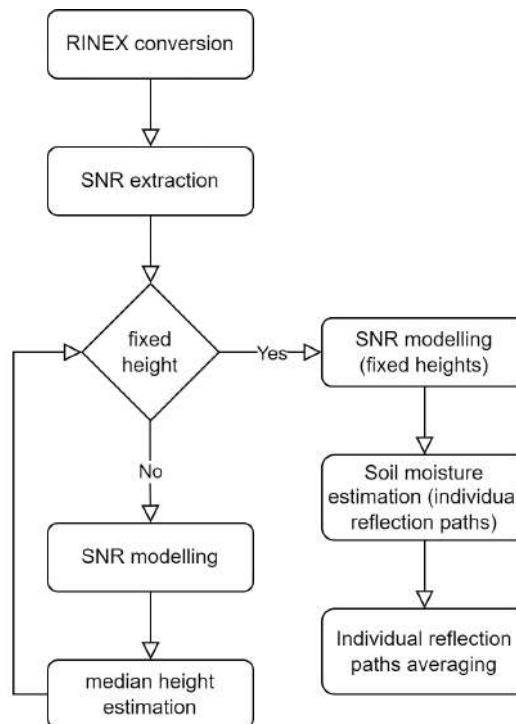 RINEX conversion
SNR extraction
fixed
height
Yes
No
SNR modelling
median height
estimation
SNR modelling
(fixed heights)
Soil moisture
estimation (individual
reflection paths)
Individual reflection
paths averaging